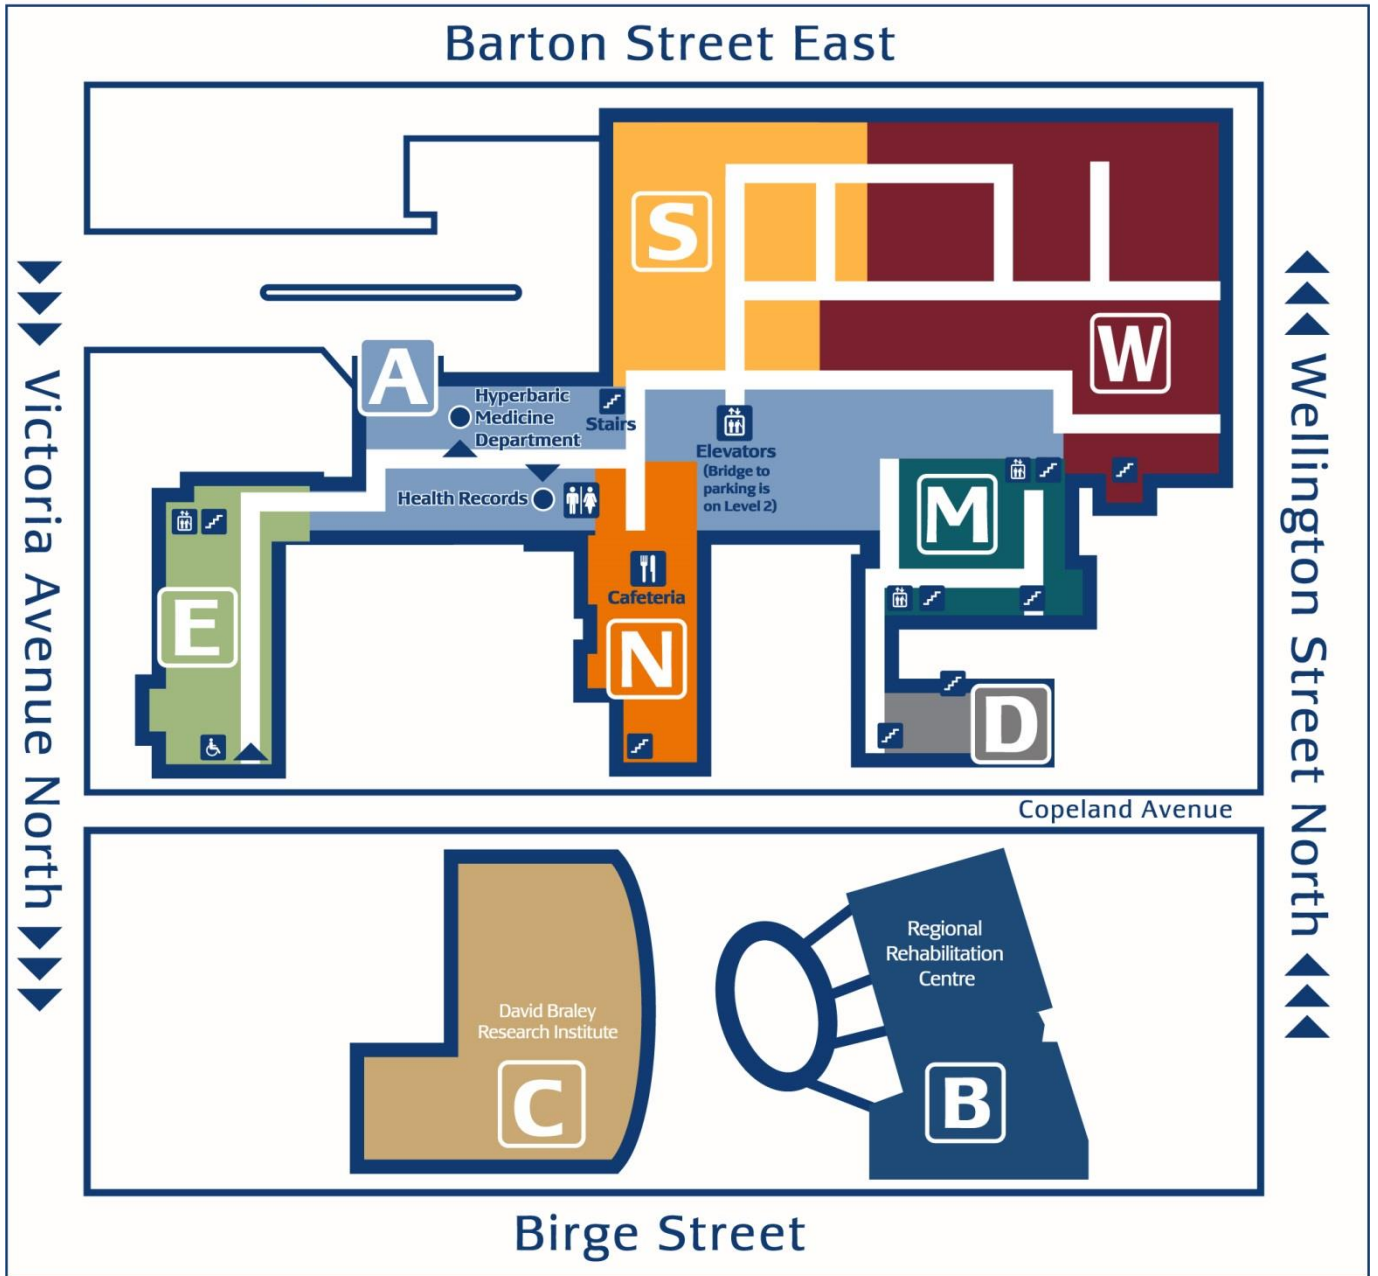 Barton Street East
S
W
A
Hyperbaric
Medicine
Department
Stairs
Elevators
(Bridge to
parking is
on Level 2)
Health Records
M
E
Cafeteria
N
D
Victoria Avenue North
Wellington Street North
Copeland Avenue
Regional
Rehabilitation
Centre
David Braley
Research Institute
C
B
Birge Street